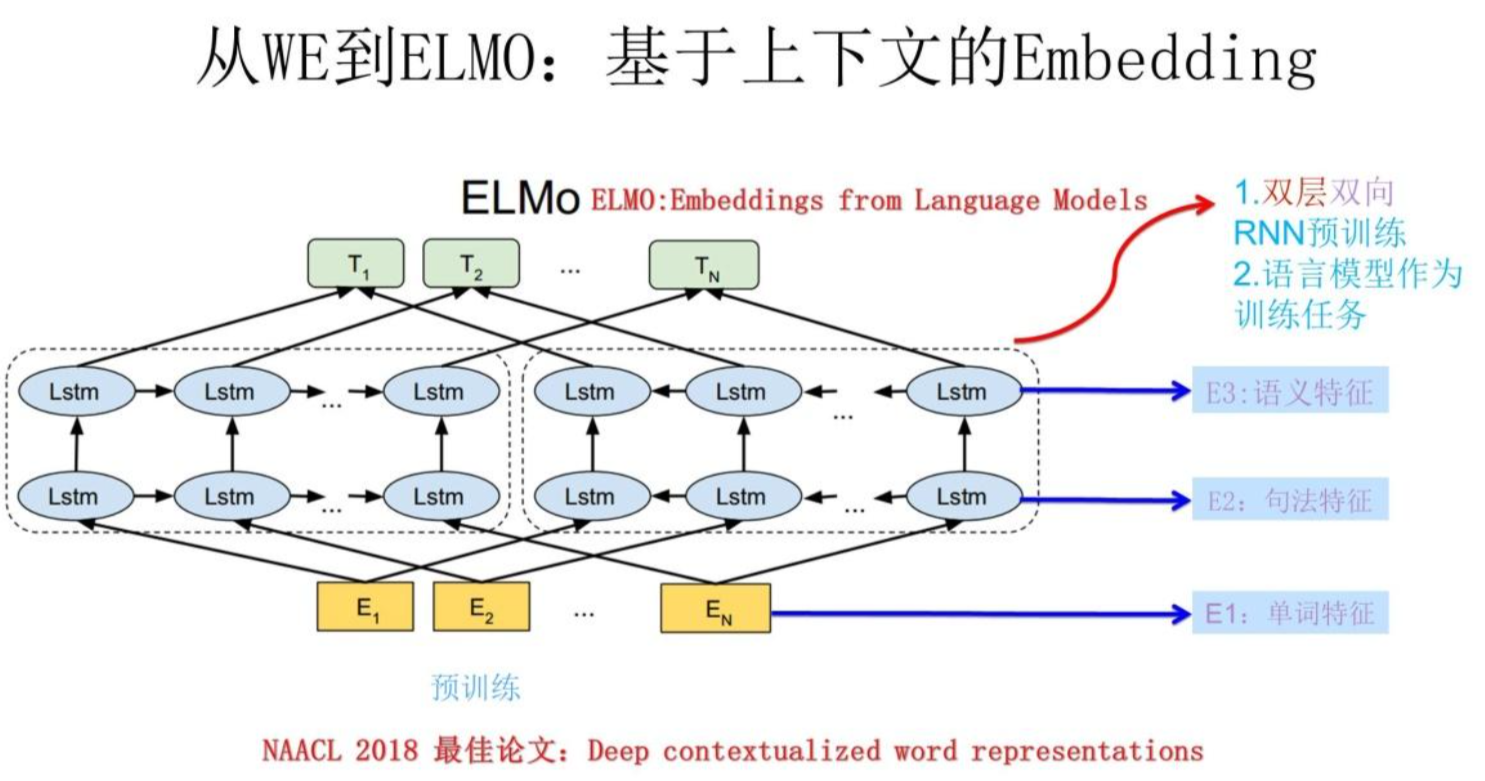 从WE到ELMO：基于上下文的Embedding
ELMo ELMO:Embeddings from Language Models
1.双层双向
RNN预训练
2.语言模型作为
训练任务
T1 T2 ... TN
Lstm Lstm ... Lstm Lstm Lstm ... Lstm
E3:语义特征
Lstm Lstm ... Lstm Lstm Lstm ... Lstm
E2：句法特征
E1 E2 ... EN
E1：单词特征
预训练
NAACL 2018 最佳论文：Deep contextualized word representations